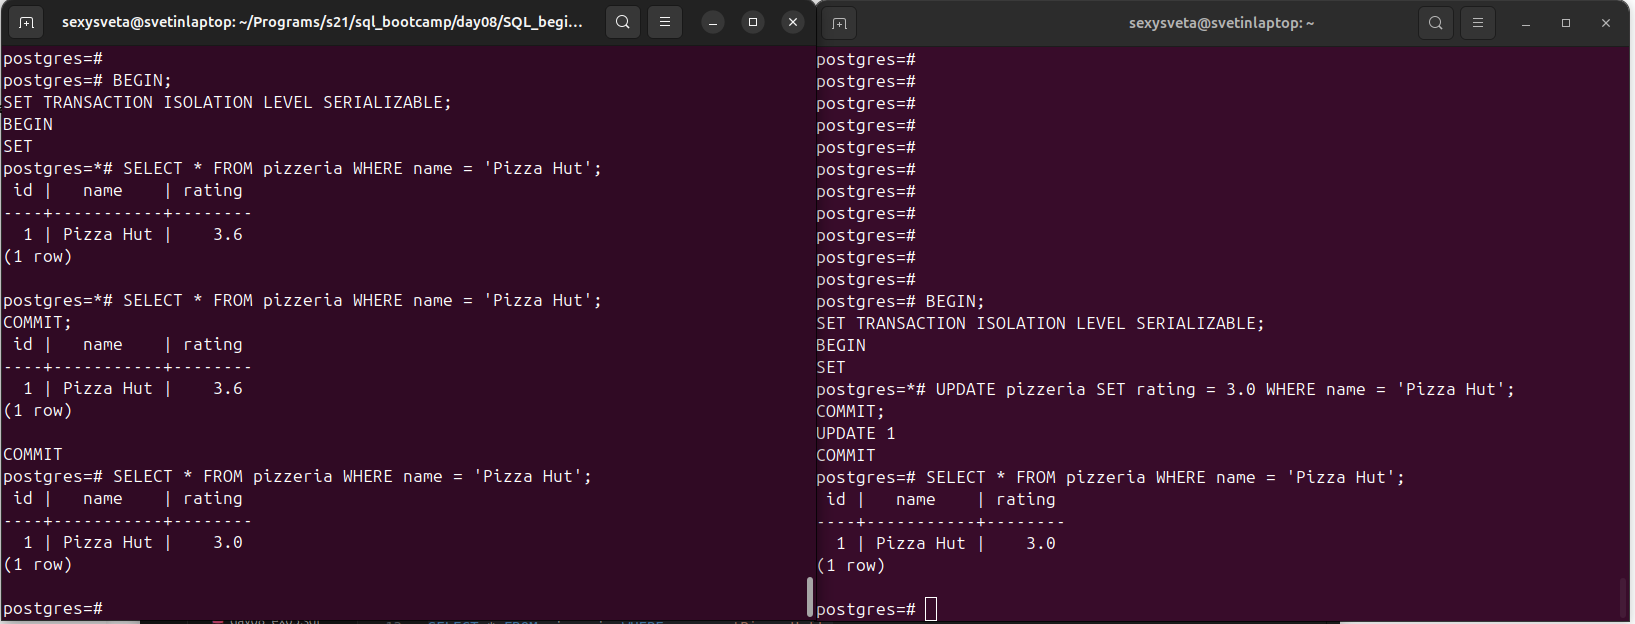 sexysveta@svetinlaptop: ~/Programs/s21/sql_bootcamp/day08/SQL_begi...
postgres=#
postgres=# BEGIN;
SET TRANSACTION ISOLATION LEVEL SERIALIZABLE;
BEGIN
SET
postgres=*# SELECT * FROM pizzeria WHERE name = 'Pizza Hut';
 id |   name    | rating
----+-----------+--------
  1 | Pizza Hut |    3.6
(1 row)
postgres=*# SELECT * FROM pizzeria WHERE name = 'Pizza Hut';
COMMIT;
 id |   name    | rating
----+-----------+--------
  1 | Pizza Hut |    3.6
(1 row)
COMMIT
postgres=# SELECT * FROM pizzeria WHERE name = 'Pizza Hut';
 id |   name    | rating
----+-----------+--------
  1 | Pizza Hut |    3.0
(1 row)
postgres=#
sexysveta@svetinlaptop: ~
postgres=#
postgres=#
postgres=#
postgres=#
postgres=#
postgres=#
postgres=#
postgres=#
postgres=#
postgres=#
postgres=#
postgres=# BEGIN;
SET TRANSACTION ISOLATION LEVEL SERIALIZABLE;
BEGIN
SET
postgres=*# UPDATE pizzeria SET rating = 3.0 WHERE name = 'Pizza Hut';
COMMIT;
UPDATE 1
COMMIT
postgres=# SELECT * FROM pizzeria WHERE name = 'Pizza Hut';
 id |   name    | rating
----+-----------+--------
  1 | Pizza Hut |    3.0
(1 row)
postgres=#